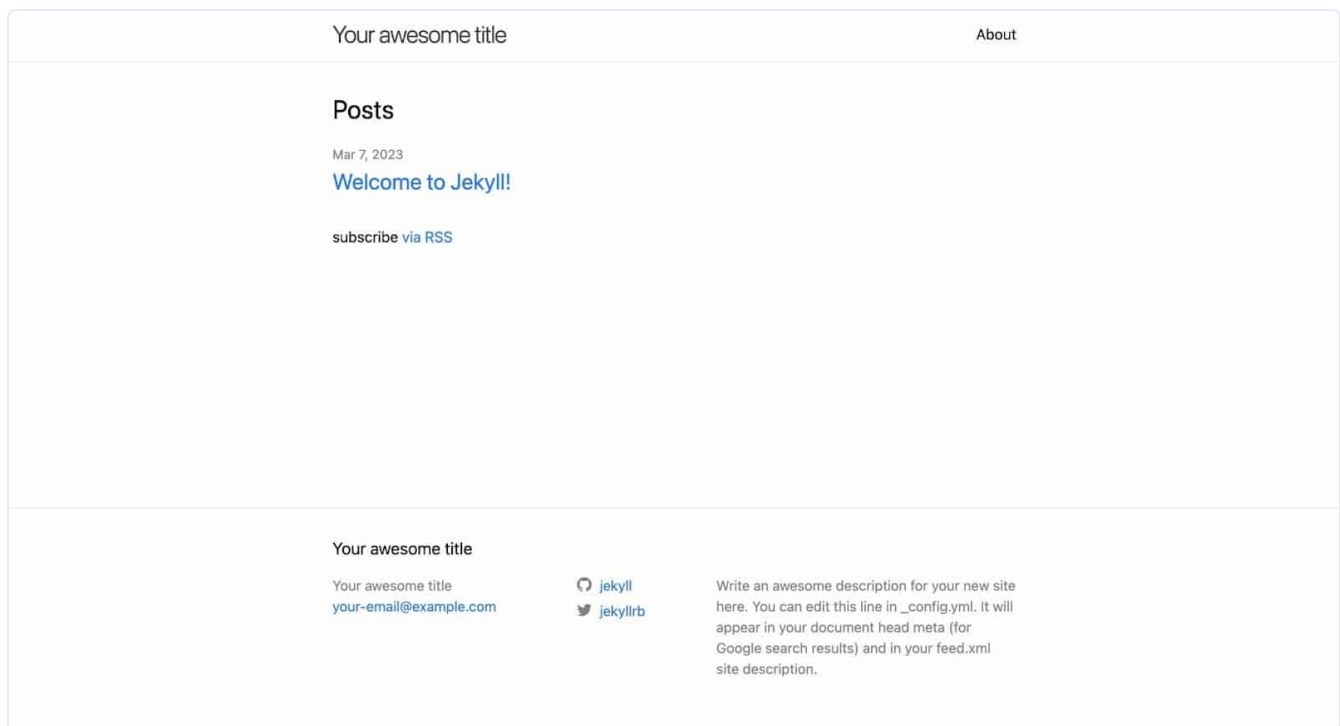 Your awesome title
About
Posts
Mar 7, 2023
Welcome to Jekyll!
subscribe via RSS
Your awesome title
Your awesome title
your-email@example.com
jekyll
jekyllrb
Write an awesome description for your new site
here. You can edit this line in _config.yml. It will
appear in your document head meta (for
Google search results) and in your feed.xml
site description.